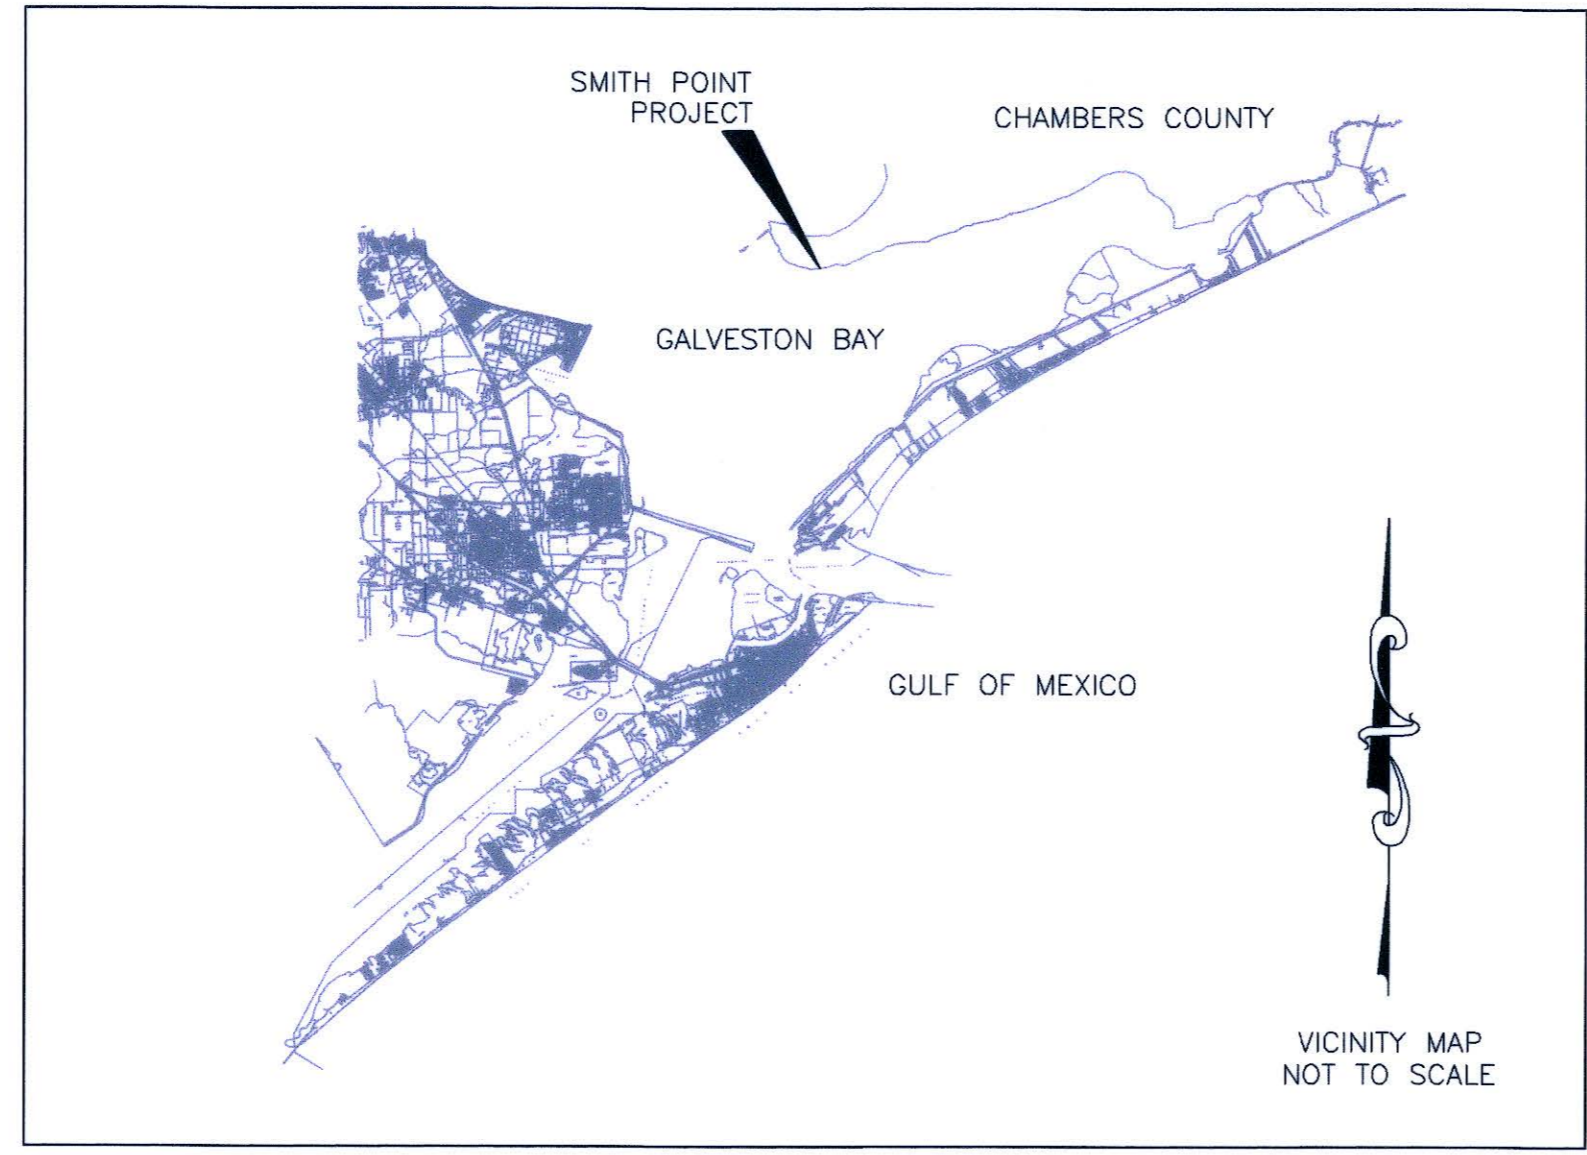 SMITH POINT
PROJECT
CHAMBERS COUNTY
GALVESTON BAY
GULF OF MEXICO
VICINITY MAP
NOT TO SCALE